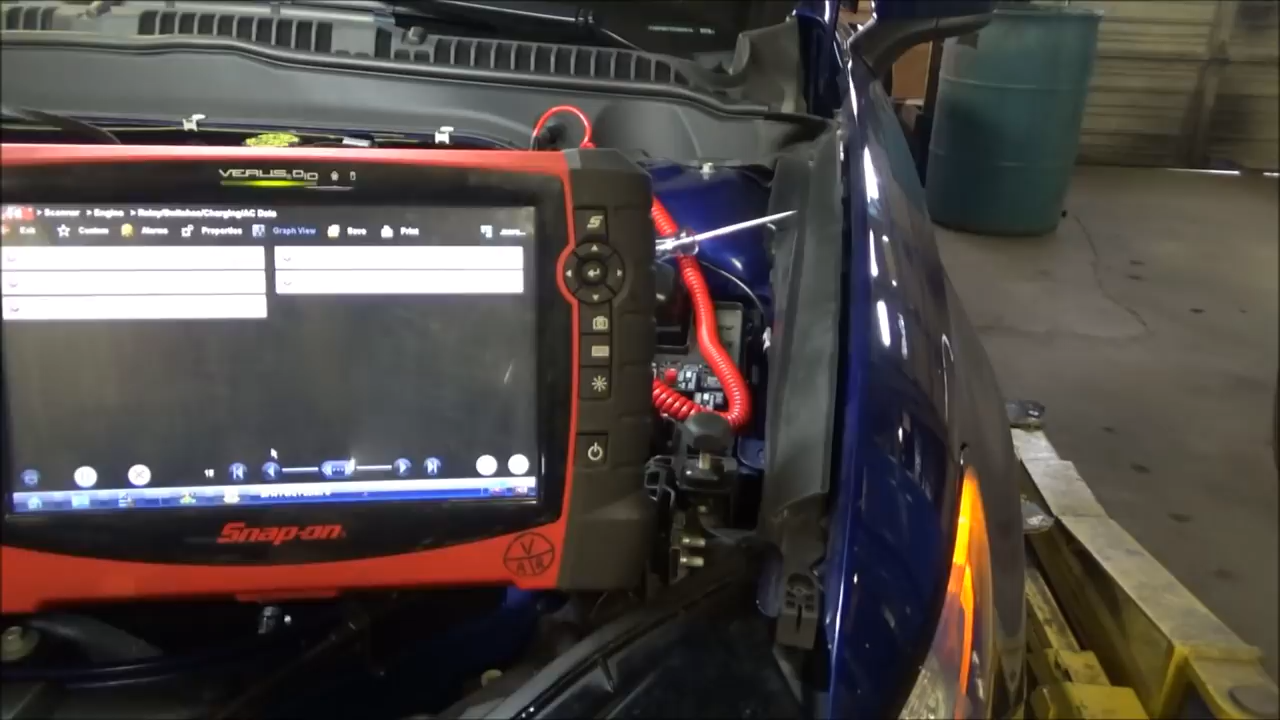 VERUS PRO
> Scanner > Engine > Relay/Switches/Charging/AC Data
Exit Custom Alarms Properties Graph View Save Print
Snap-on
V
A R